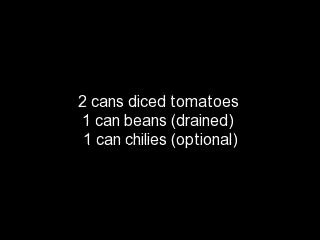 2 cans diced tomatoes
1 can beans (drained)
1 can chilies (optional)